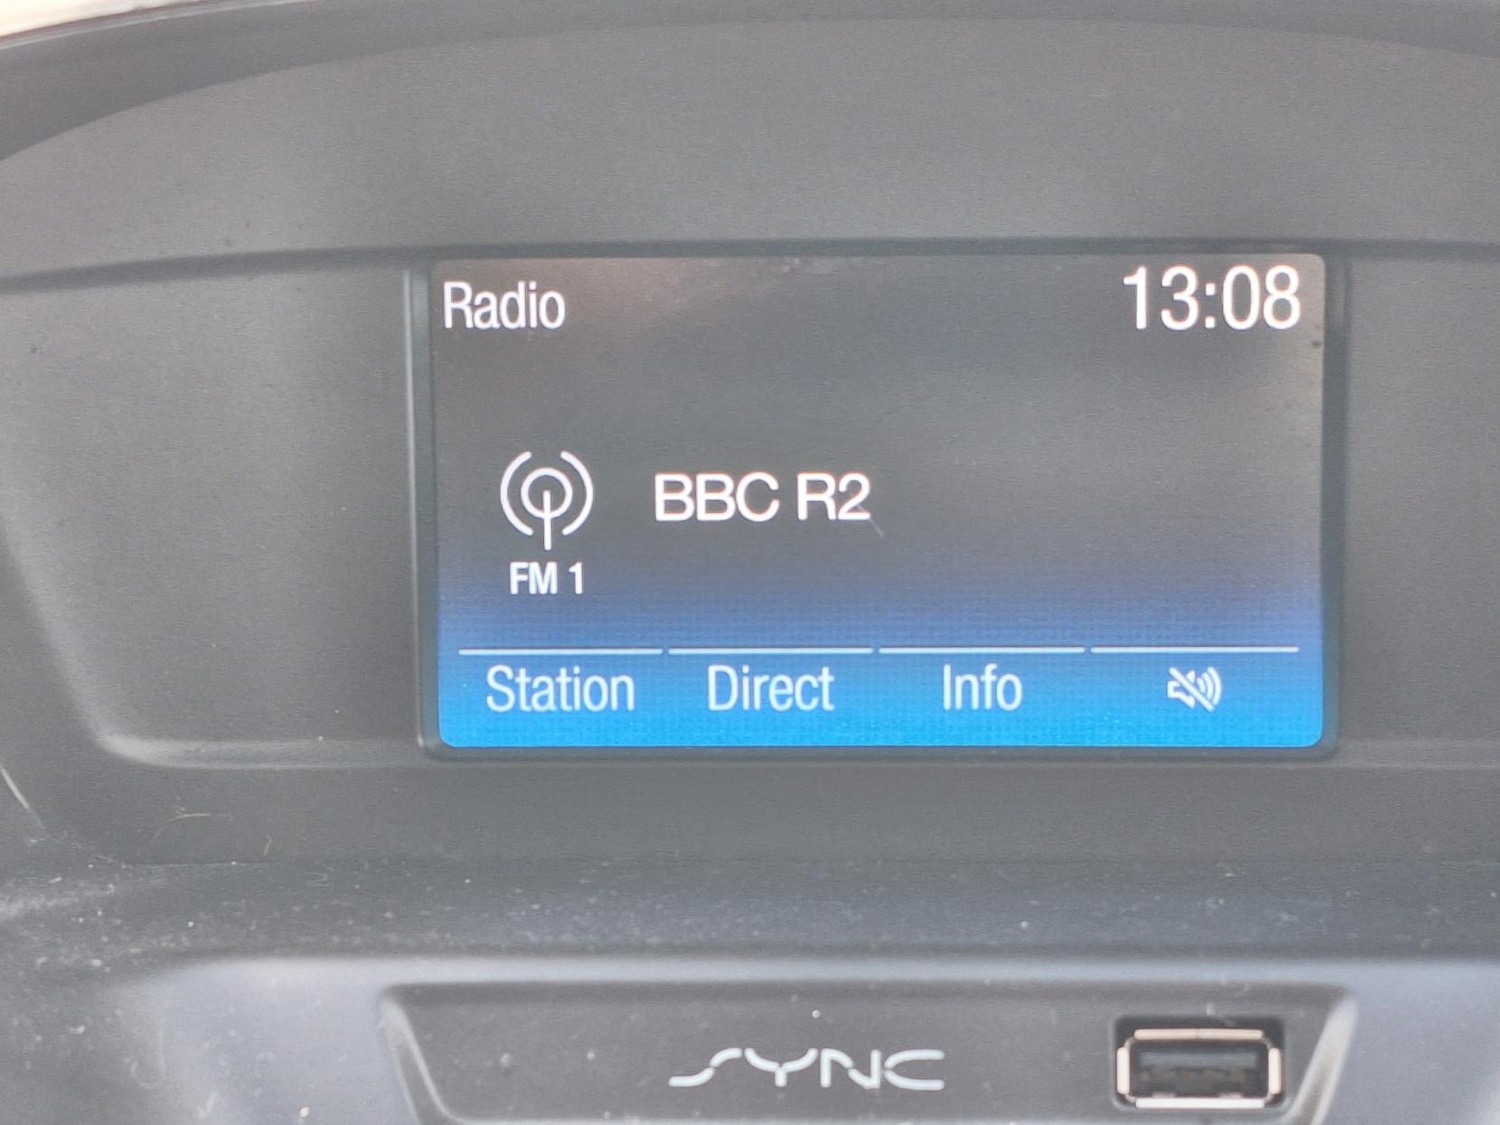 Radio 13:08
BBC R2
FM 1
Station Direct Info
SYNC